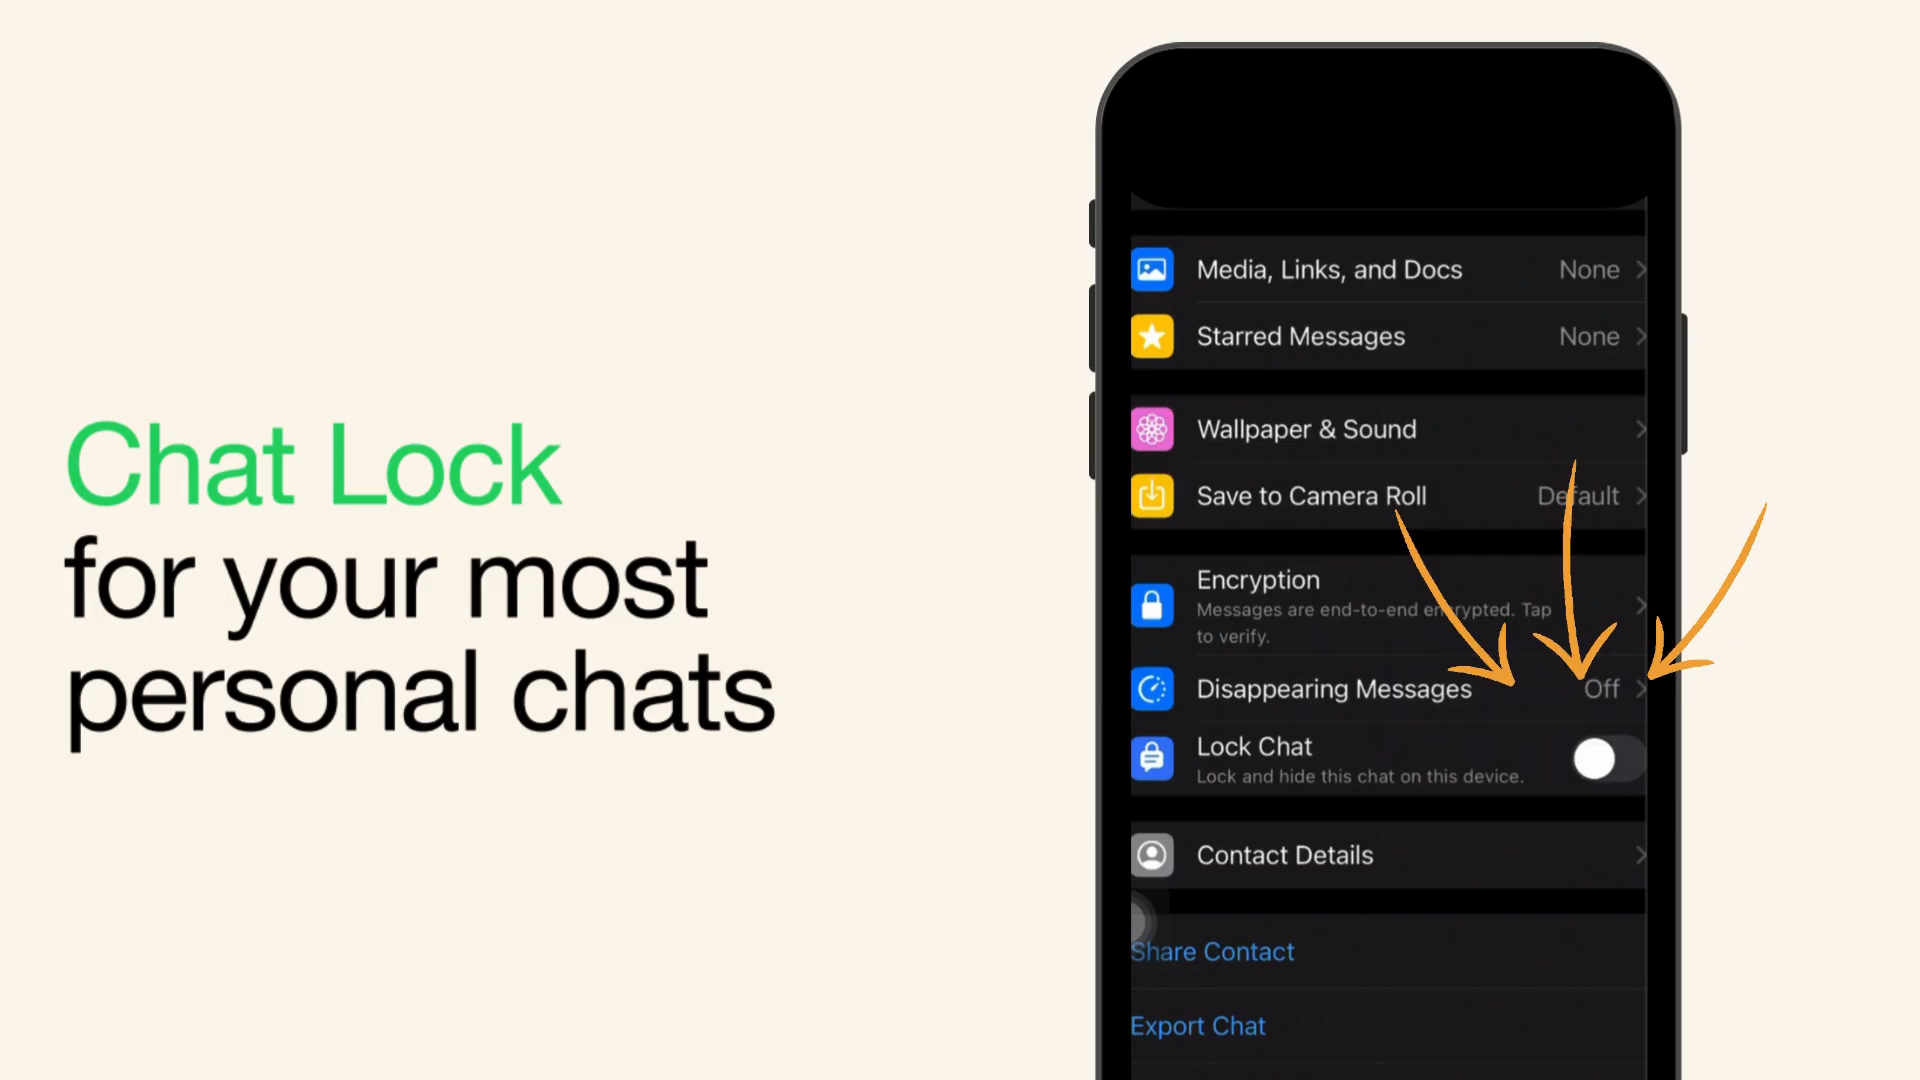 Chat Lock
for your most
personal chats
Media, Links, and Docs None
Starred Messages None
Wallpaper & Sound
Save to Camera Roll Default
Encryption
Messages are end-to-end encrypted. Tap
to verify.
Disappearing Messages Off
Lock Chat
Lock and hide this chat on this device.
Contact Details
Share Contact
Export Chat